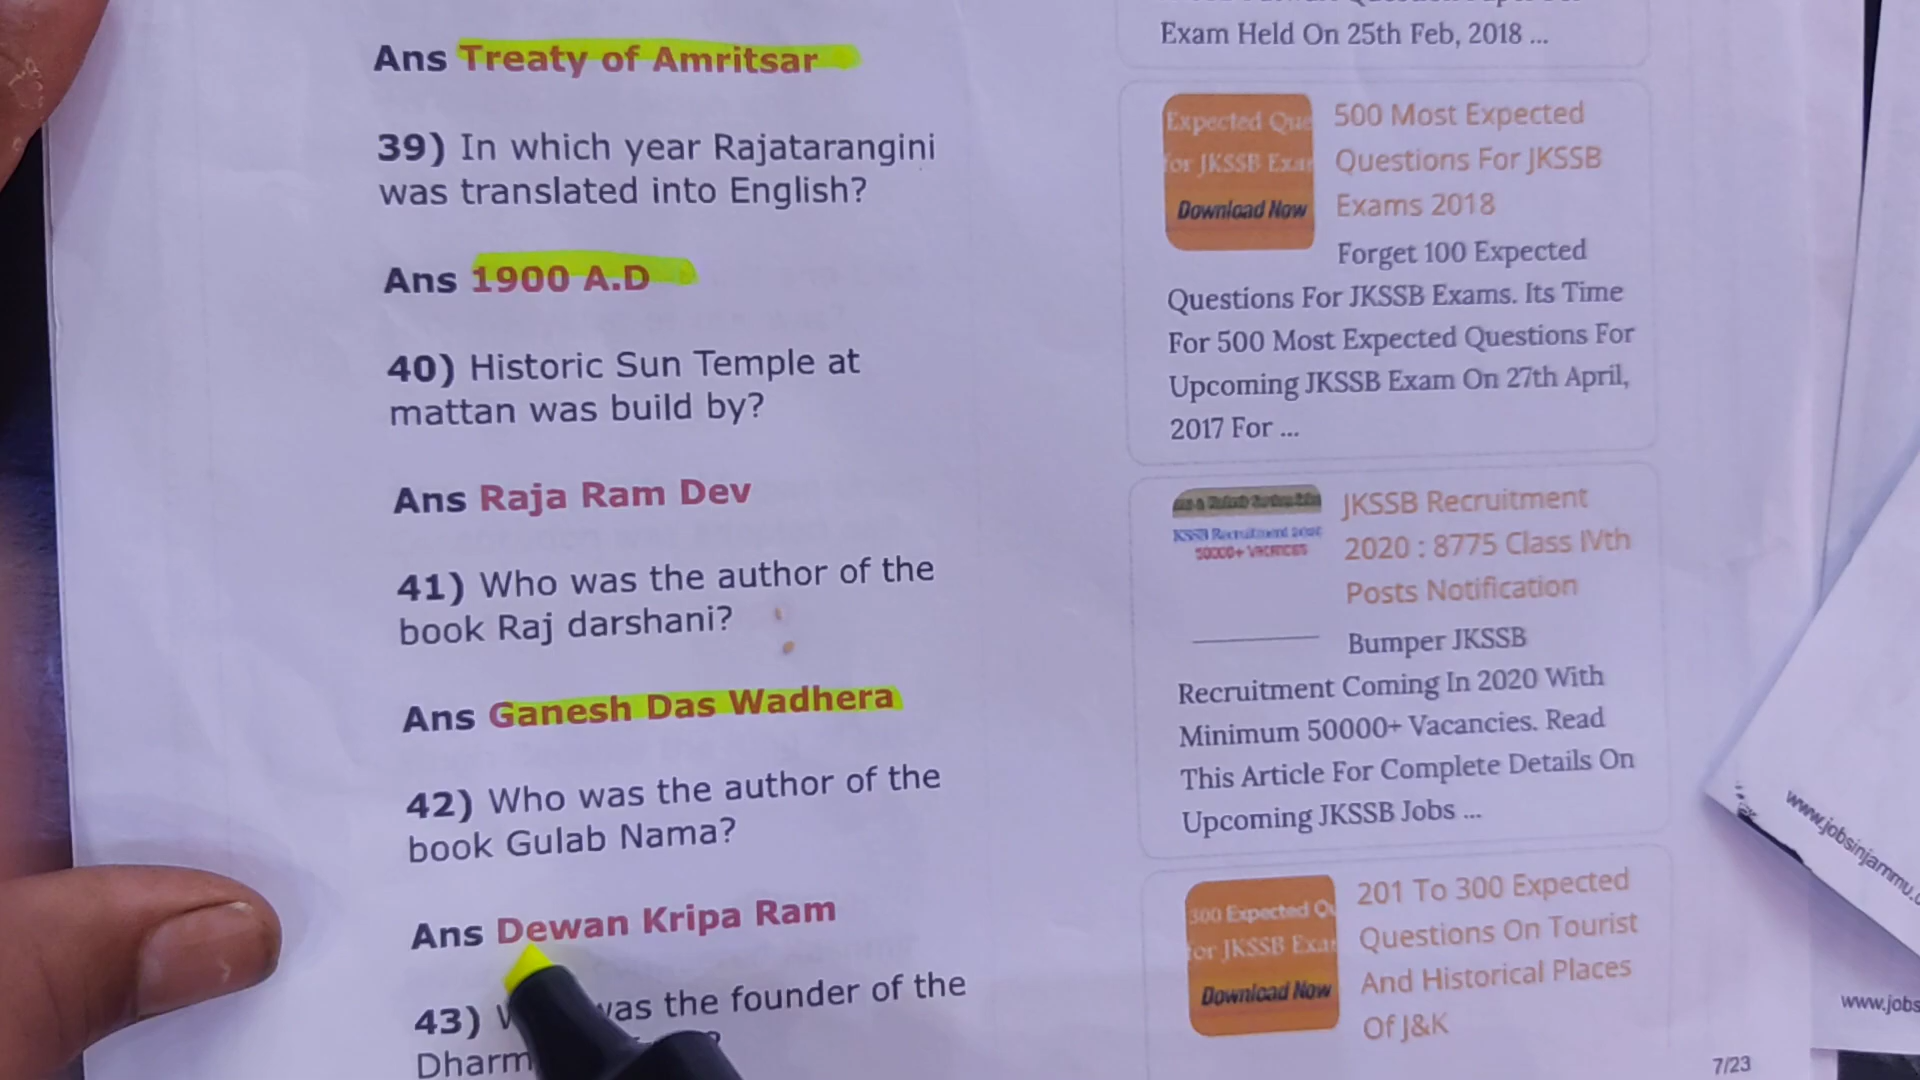 Ans Treaty of Amritsar
39) In which year Rajatarangini
was translated into English?
Ans 1900 A.D
40) Historic Sun Temple at
mattan was build by?
Ans Raja Ram Dev
41) Who was the author of the
book Raj darshani?
Ans Ganesh Das Wadhera
42) Who was the author of the
book Gulab Nama?
Ans Dewan Kripa Ram
43) was the founder of the
Dharm
Exam Held On 25th Feb, 2018 ...
Expected Que
for JKSSB Exa
Download Now
500 Most Expected
Questions For JKSSB
Exams 2018
Forget 100 Expected
Questions For JKSSB Exams. Its Time
For 500 Most Expected Questions For
Upcoming JKSSB Exam On 27th April,
2017 For ...
50000+ Vacancies
JKSSB Recruitment
2020 : 8775 Class IVth
Posts Notification
Bumper JKSSB
Recruitment Coming In 2020 With
Minimum 50000+ Vacancies. Read
This Article For Complete Details On
Upcoming JKSSB Jobs ...
300 Expected Qu
for JKSSB Exa
Download Now
201 To 300 Expected
Questions On Tourist
And Historical Places
Of J&K
7/23
www.jobsinjammu.c
www.jobs